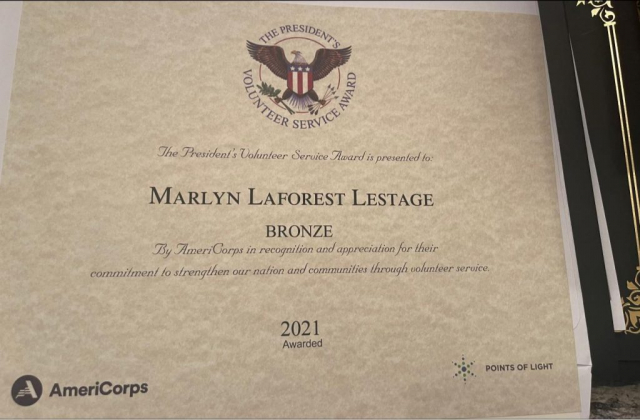 THE PRESIDENT'S
VOLUNTEER SERVICE AWARD
The President's Volunteer Service Award is presented to:
MARLYN LAFOREST LESTAGE
BRONZE
By AmeriCorps in recognition and appreciation for their
commitment to strengthen our nation and communities through volunteer service.
2021
Awarded
POINTS OF LIGHT
AmeriCorps